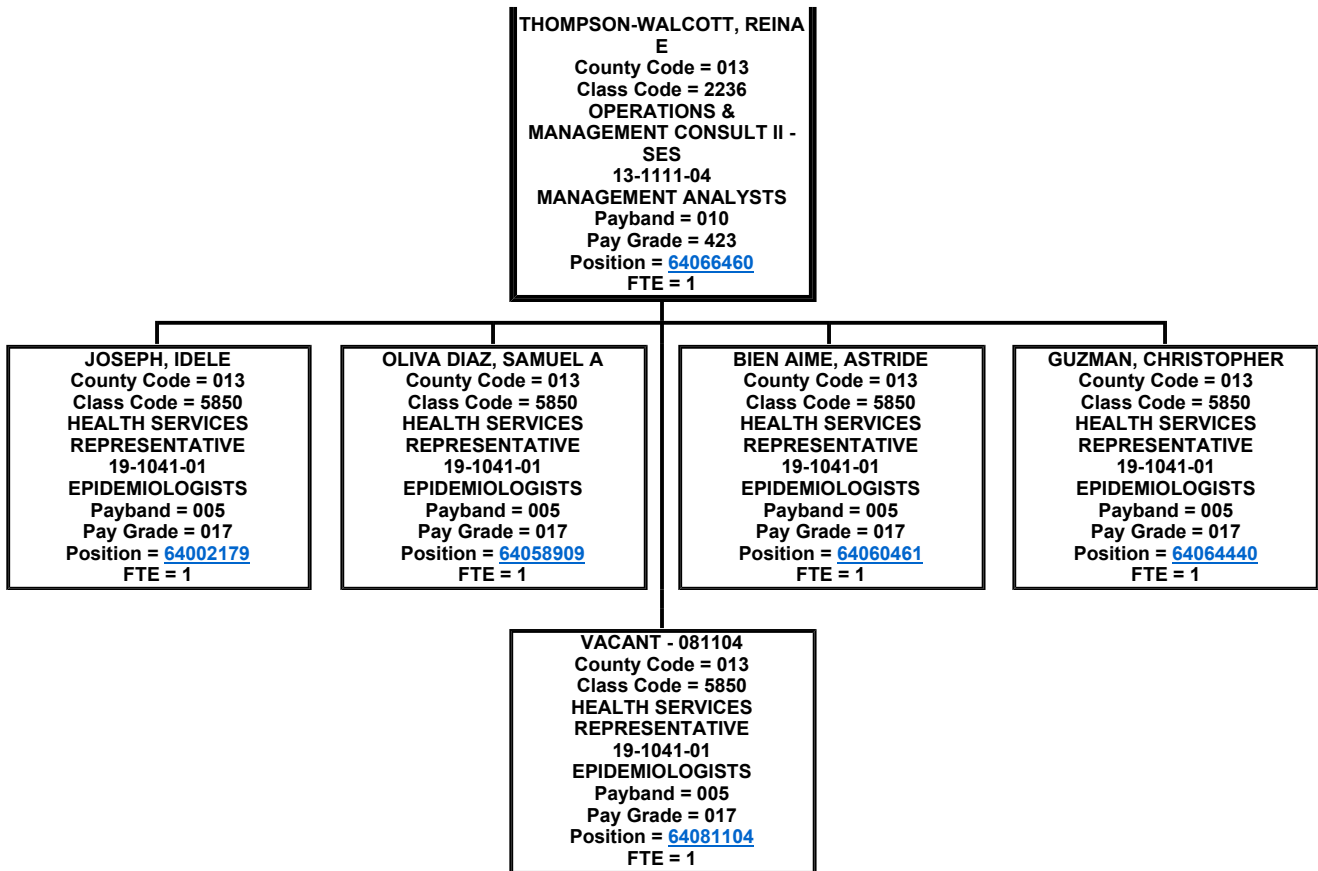 THOMPSON-WALCOTT, REINA
E
County Code = 013
Class Code = 2236
OPERATIONS &
MANAGEMENT CONSULT II -
SES
13-1111-04
MANAGEMENT ANALYSTS
Payband = 010
Pay Grade = 423
Position = 64066460
FTE = 1
JOSEPH, IDELE
County Code = 013
Class Code = 5850
HEALTH SERVICES
REPRESENTATIVE
19-1041-01
EPIDEMIOLOGISTS
Payband = 005
Pay Grade = 017
Position = 64002179
FTE = 1
OLIVA DIAZ, SAMUEL A
County Code = 013
Class Code = 5850
HEALTH SERVICES
REPRESENTATIVE
19-1041-01
EPIDEMIOLOGISTS
Payband = 005
Pay Grade = 017
Position = 64058909
FTE = 1
BIEN AIME, ASTRIDE
County Code = 013
Class Code = 5850
HEALTH SERVICES
REPRESENTATIVE
19-1041-01
EPIDEMIOLOGISTS
Payband = 005
Pay Grade = 017
Position = 64060461
FTE = 1
GUZMAN, CHRISTOPHER
County Code = 013
Class Code = 5850
HEALTH SERVICES
REPRESENTATIVE
19-1041-01
EPIDEMIOLOGISTS
Payband = 005
Pay Grade = 017
Position = 64064440
FTE = 1
VACANT - 081104
County Code = 013
Class Code = 5850
HEALTH SERVICES
REPRESENTATIVE
19-1041-01
EPIDEMIOLOGISTS
Payband = 005
Pay Grade = 017
Position = 64081104
FTE = 1